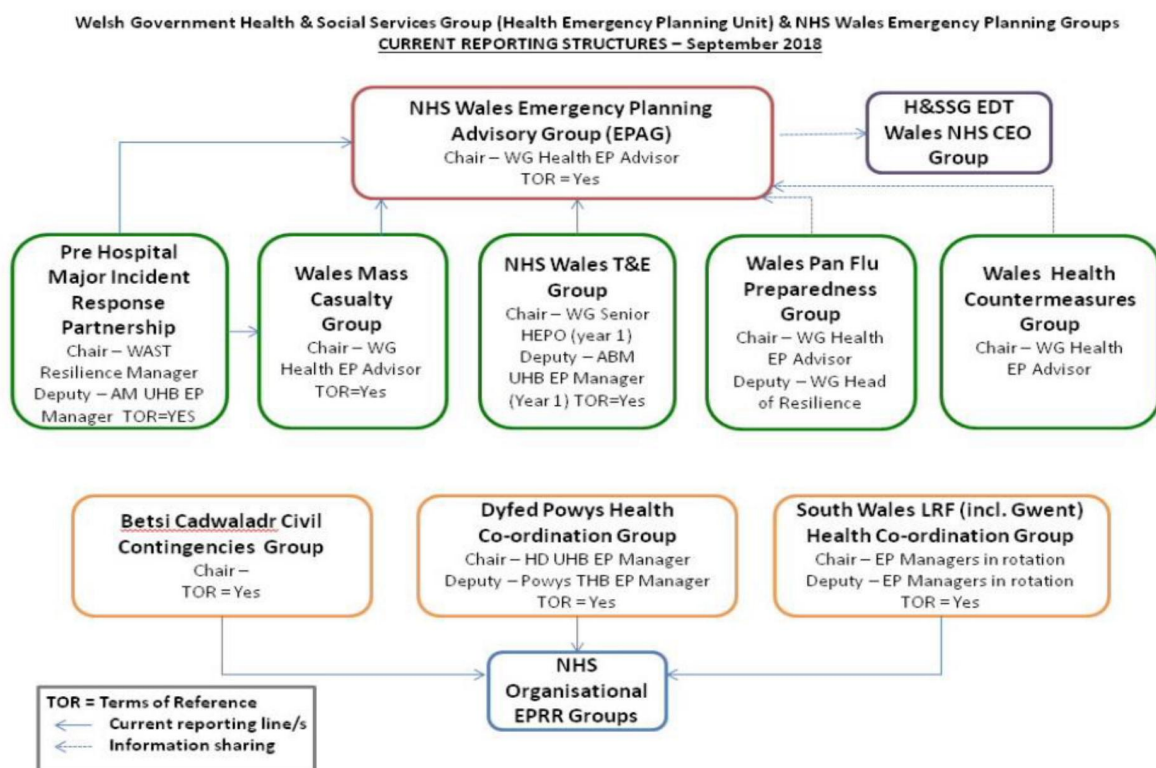 Welsh Government Health & Social Services Group (Health Emergency Planning Unit) & NHS Wales Emergency Planning Groups
CURRENT REPORTING STRUCTURES – September 2018
NHS Wales Emergency Planning
Advisory Group (EPAG)
Chair – WG Health EP Advisor
TOR = Yes
H&SSG EDT
Wales NHS CEO
Group
Pre Hospital
Major Incident
Response
Partnership
Chair – WAST
Resilience Manager
Deputy – AM UHB EP
Manager TOR=YES
Wales Mass
Casualty
Group
Chair – WG
Health EP Advisor
TOR=Yes
NHS Wales T&E
Group
Chair – WG Senior
HEPO (year 1)
Deputy – ABM
UHB EP Manager
(Year 1) TOR=Yes
Wales Pan Flu
Preparedness
Group
Chair – WG Health
EP Advisor
Deputy – WG Head
of Resilience
Wales Health
Countermeasures
Group
Chair – WG Health
EP Advisor
Betsi Cadwaladr Civil
Contingencies Group
Chair –
TOR = Yes
Dyfed Powys Health
Co-ordination Group
Chair – HD UHB EP Manager
Deputy – Powys THB EP Manager
TOR = Yes
South Wales LRF (incl. Gwent)
Health Co-ordination Group
Chair – EP Managers in rotation
Deputy – EP Managers in rotation
TOR = Yes
NHS
Organisational
EPRR Groups
TOR = Terms of Reference
Current reporting line/s
Information sharing